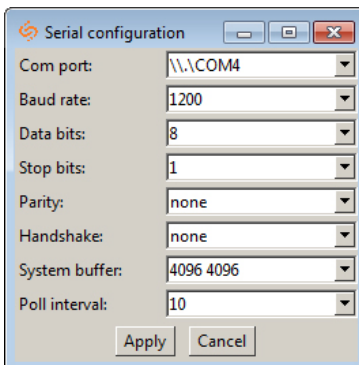 Serial configuration
Com port: \\.\COM4
Baud rate: 1200
Data bits: 8
Stop bits: 1
Parity: none
Handshake: none
System buffer: 4096 4096
Poll interval: 10
Apply Cancel